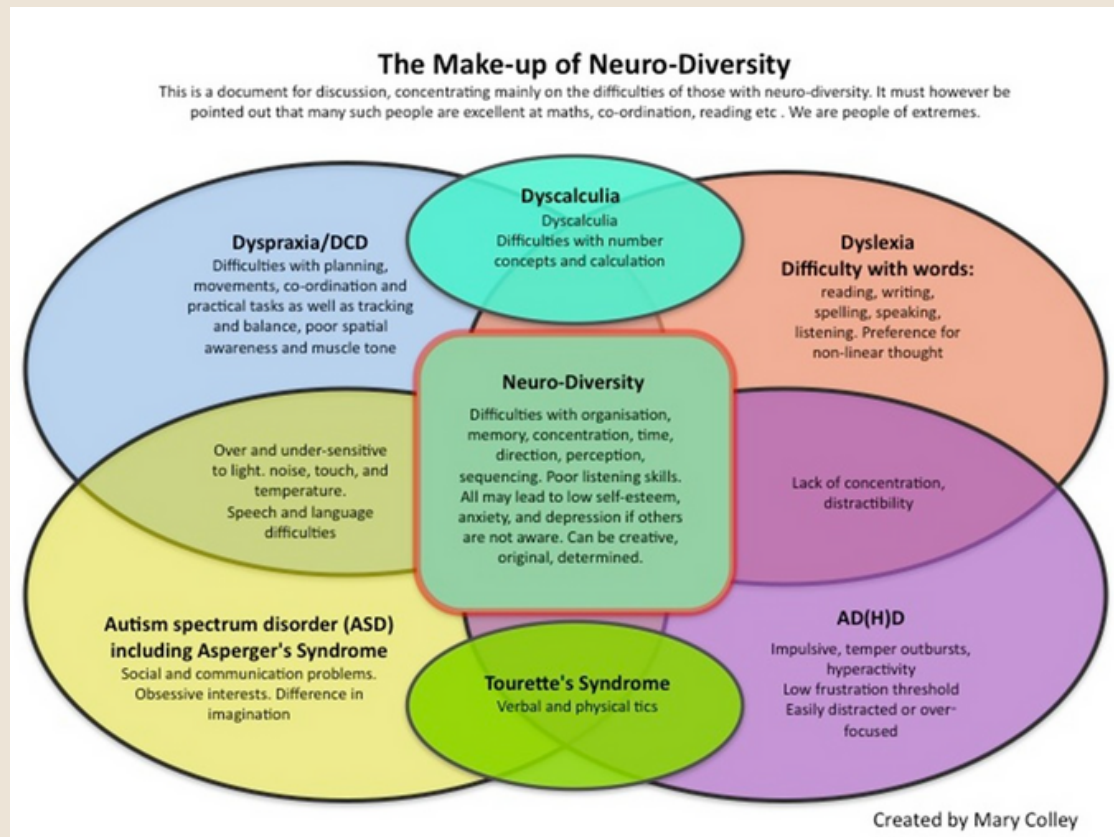 The Make-up of Neuro-Diversity
This is a document for discussion, concentrating mainly on the difficulties of those with neuro-diversity. It must however be
pointed out that many such people are excellent at maths, co-ordination, reading etc . We are people of extremes.
Dyspraxia/DCD
Difficulties with planning,
movements, co-ordination and
practical tasks as well as tracking
and balance, poor spatial
awareness and muscle tone
Dyscalculia
Dyscalculia
Difficulties with number
concepts and calculation
Dyslexia
Difficulty with words:
reading, writing,
spelling, speaking,
listening. Preference for
non-linear thought
Over and under-sensitive
to light. noise, touch, and
temperature.
Speech and language
difficulties
Neuro-Diversity
Difficulties with organisation,
memory, concentration, time,
direction, perception,
sequencing. Poor listening skills.
All may lead to low self-esteem,
anxiety, and depression if others
are not aware. Can be creative,
original, determined.
Lack of concentration,
distractibility
Autism spectrum disorder (ASD)
including Asperger's Syndrome
Social and communication problems.
Obsessive interests. Difference in
imagination
Tourette's Syndrome
Verbal and physical tics
AD(H)D
Impulsive, temper outbursts,
hyperactivity
Low frustration threshold
Easily distracted or over-
focused
Created by Mary Colley